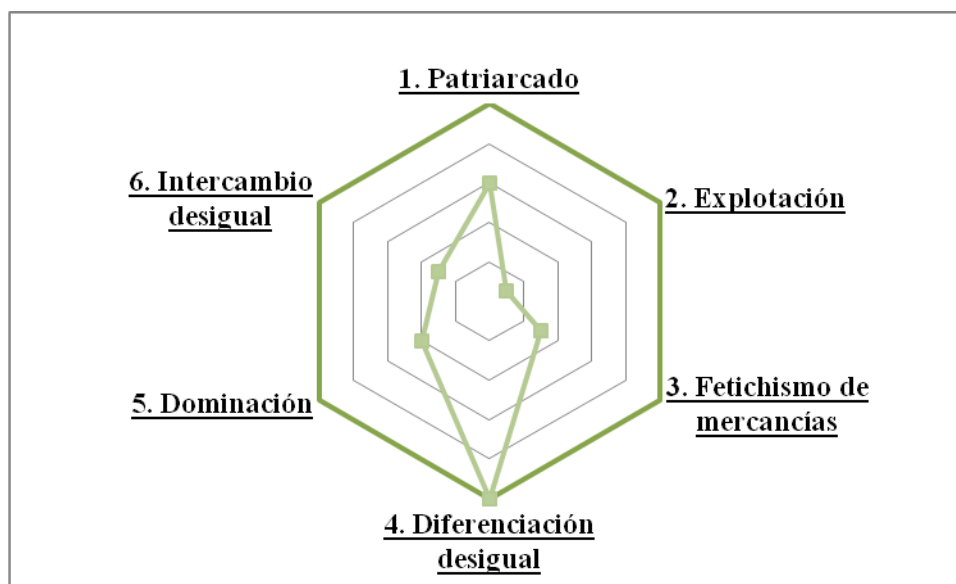 1. Patriarcado
2. Explotación
3. Fetichismo de
mercancías
4. Diferenciación
desigual
5. Dominación
6. Intercambio
desigual